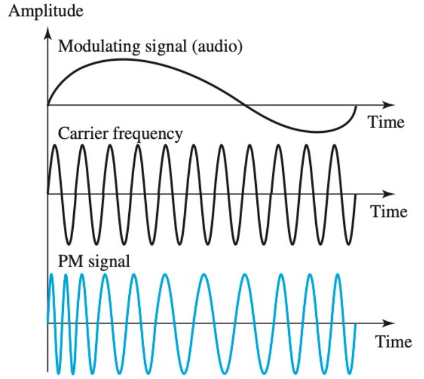 Amplitude
Modulating signal (audio)
Time
Carrier frequency
Time
PM signal
Time